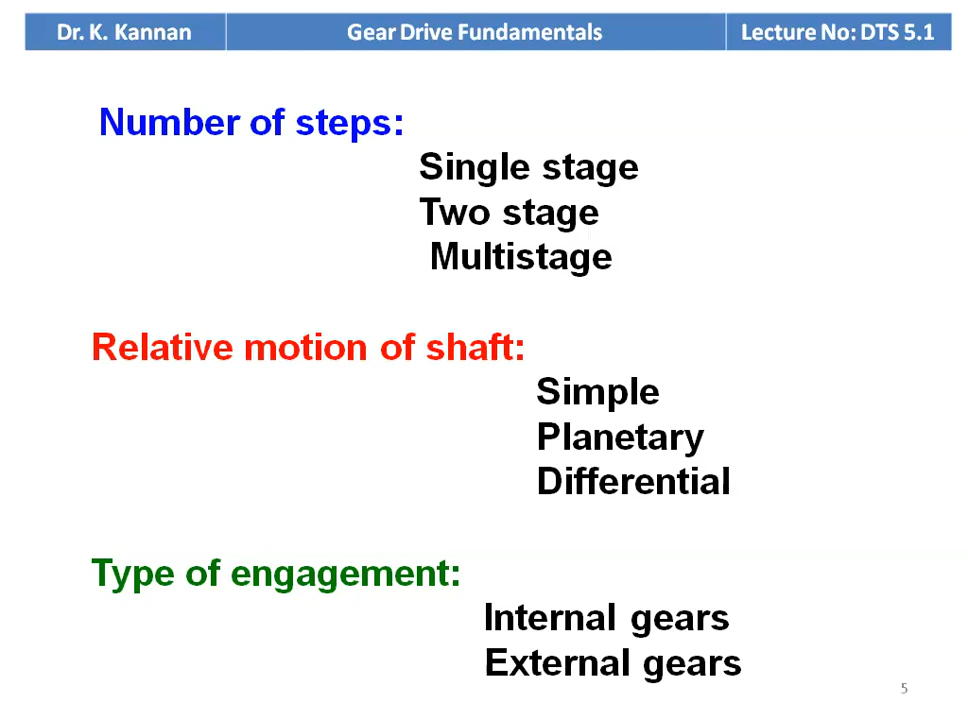 Dr. K. Kannan
Gear Drive Fundamentals
Lecture No: DTS 5.1
Number of steps:
Single stage
Two stage
Multistage
Relative motion of shaft:
Simple
Planetary
Differential
Type of engagement:
Internal gears
External gears
5